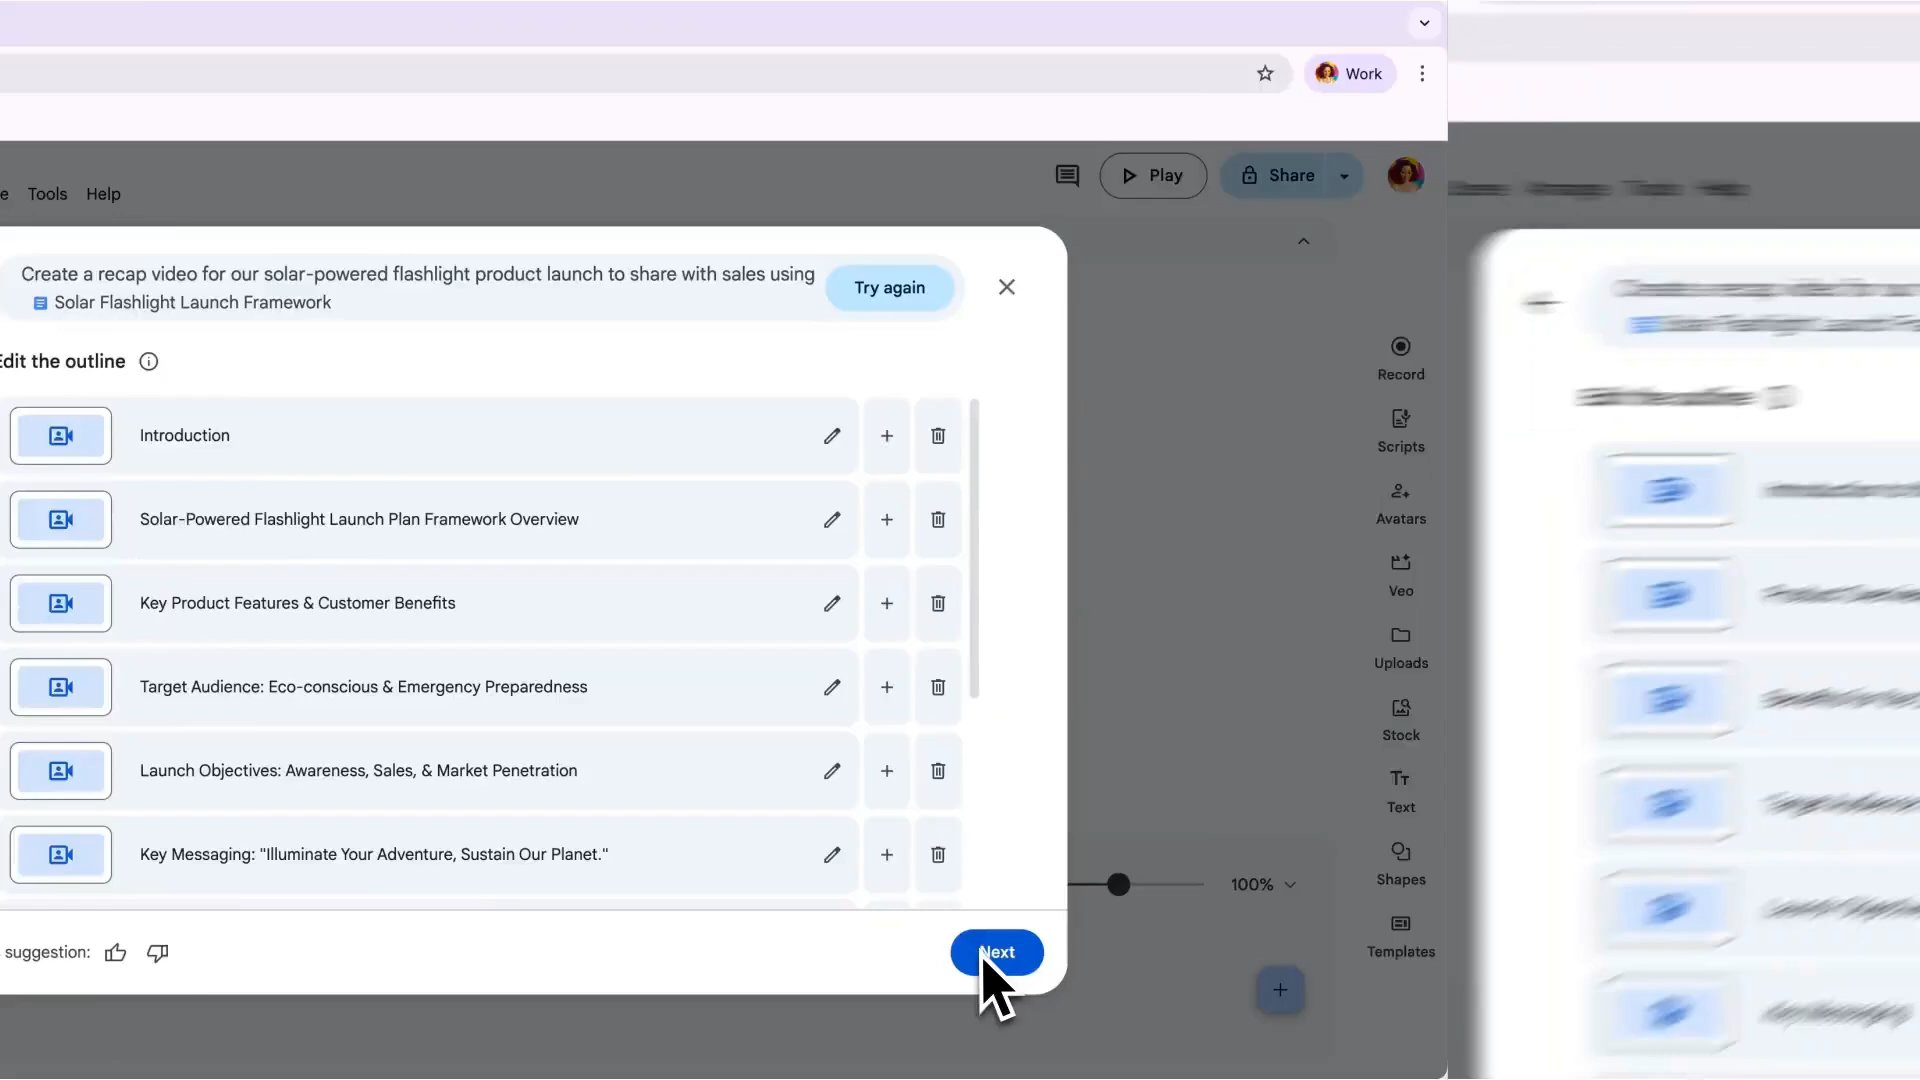 Work
Play
Share
e Tools Help
Create a recap video for our solar-powered flashlight product launch to share with sales using
Solar Flashlight Launch Framework
Try again
Edit the outline
Introduction
Solar-Powered Flashlight Launch Plan Framework Overview
Key Product Features & Customer Benefits
Target Audience: Eco-conscious & Emergency Preparedness
Launch Objectives: Awareness, Sales, & Market Penetration
Key Messaging: "Illuminate Your Adventure, Sustain Our Planet."
suggestion:
Next
100%
Record
Scripts
Avatars
Veo
Uploads
Stock
Text
Shapes
Templates